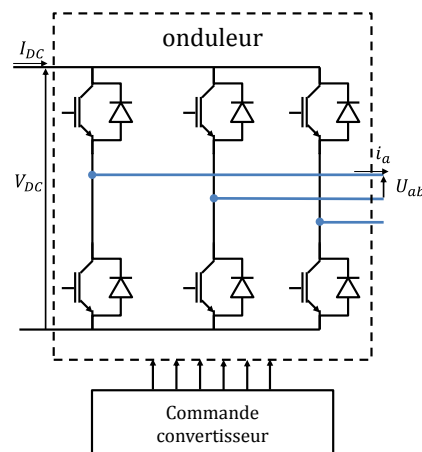 onduleur
I_DC
i_a
V_DC
U_ab
Commande
convertisseur